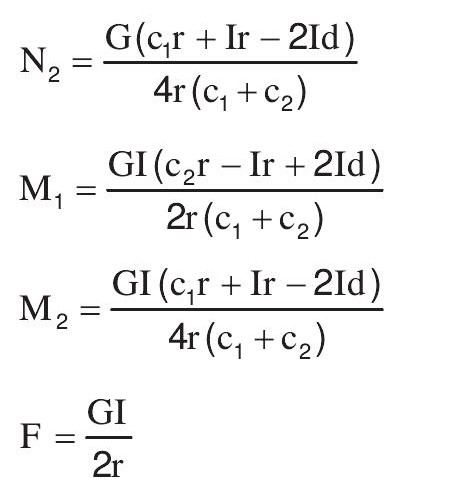 N₂ = G(c₁r + Ir − 2Id) / 4r(c₁ + c₂)
M₁ = GI(c₂r − Ir + 2Id) / 2r(c₁ + c₂)
M₂ = GI(c₁r + Ir − 2Id) / 4r(c₁ + c₂)
F = GI / 2r